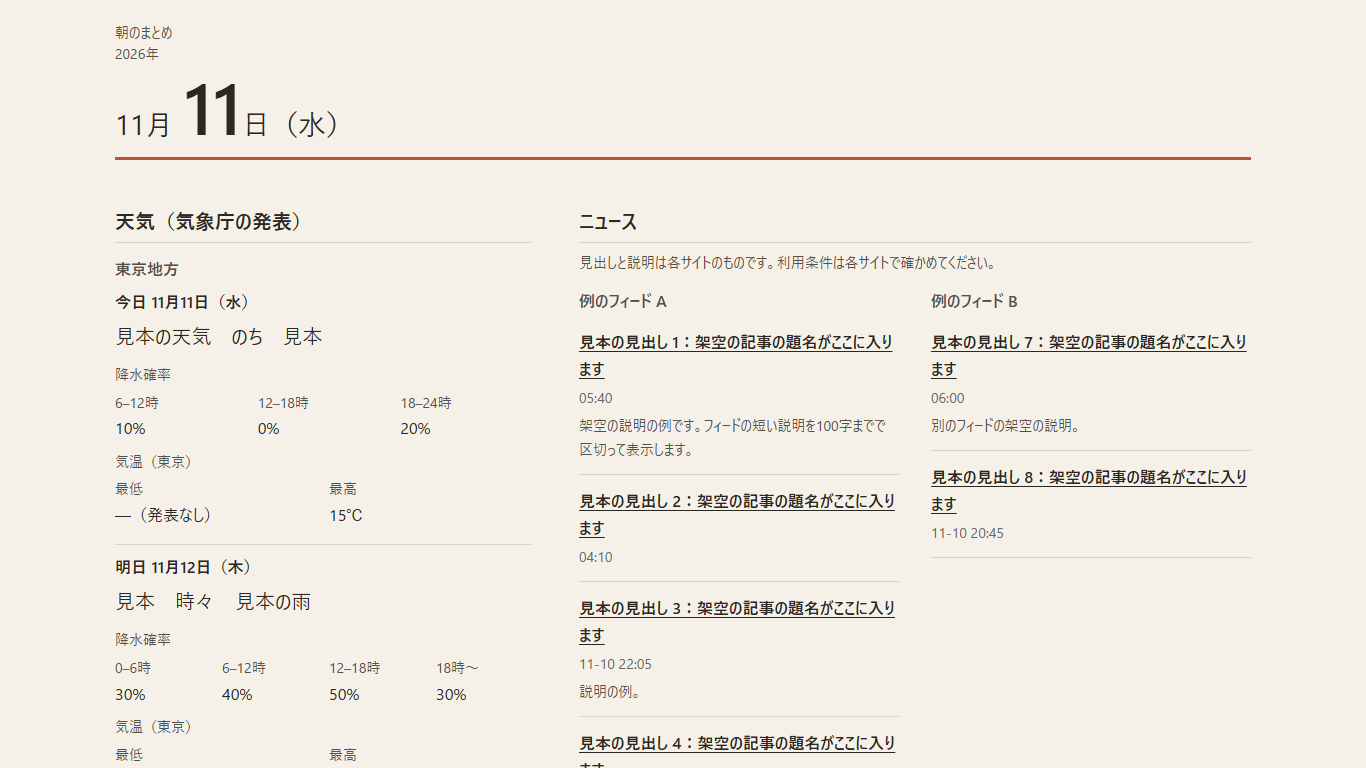 朝のまとめ
2026年
11月 11日（水）
天気（気象庁の発表）
東京地方
今日 11月11日（水）
見本の天気　のち　見本
降水確率
6–12時　12–18時　18–24時
10%　0%　20%
気温（東京）
最低　最高
—（発表なし）　15°C
明日 11月12日（木）
見本　時々　見本の雨
降水確率
0–6時　6–12時　12–18時　18時～
30%　40%　50%　30%
気温（東京）
最低　最高
ニュース
見出しと説明は各サイトのものです。利用条件は各サイトで確かめてください。
例のフィード A
見本の見出し 1：架空の記事の題名がここに入り
ます
05:40
架空の説明の例です。フィードの短い説明を100字までで
区切って表示します。
見本の見出し 2：架空の記事の題名がここに入り
ます
04:10
見本の見出し 3：架空の記事の題名がここに入り
ます
11-10 22:05
説明の例。
見本の見出し 4：架空の記事の題名がここに入り
例のフィード B
見本の見出し 7：架空の記事の題名がここに入り
ます
06:00
別のフィードの架空の説明。
見本の見出し 8：架空の記事の題名がここに入り
ます
11-10 20:45